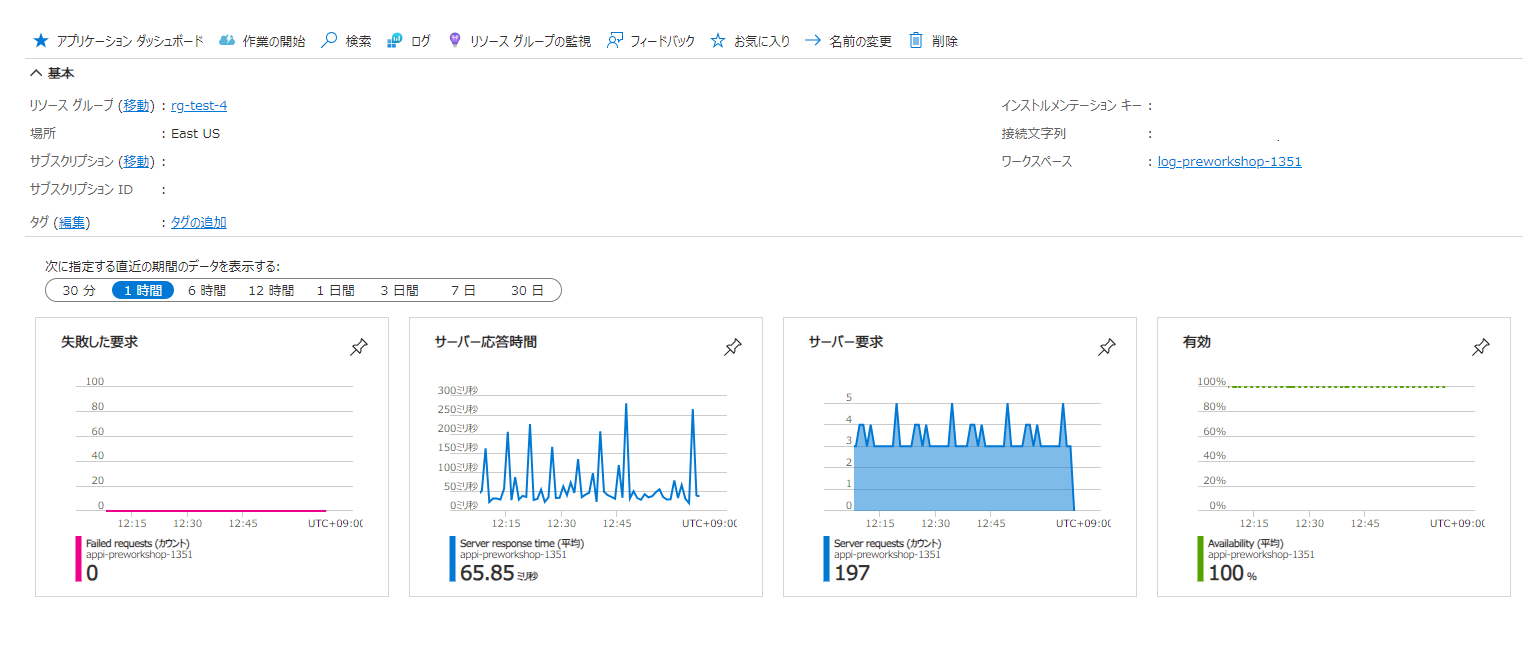 アプリケーション ダッシュボード 作業の開始 検索 ログ リソース グループの監視 フィードバック お気に入り 名前の変更 削除
基本
リソース グループ (移動) : rg-test-4
場所 : East US
サブスクリプション (移動) :
サブスクリプション ID :
タグ (編集) : タグの追加
インストルメンテーション キー :
接続文字列 :
ワークスペース : log-preworkshop-1351
次に指定する直近の期間のデータを表示する:
30 分 1 時間 6 時間 12 時間 1 日間 3 日間 7 日 30 日
失敗した要求
100
80
60
40
20
0
12:15 12:30 12:45 UTC+09:00
Failed requests (カウント)
appi-preworkshop-1351
0
サーバー応答時間
300ミリ秒
250ミリ秒
200ミリ秒
150ミリ秒
100ミリ秒
50ミリ秒
0ミリ秒
12:15 12:30 12:45 UTC+09:00
Server response time (平均)
appi-preworkshop-1351
65.85 ミリ秒
サーバー要求
5
4
3
2
1
0
12:15 12:30 12:45 UTC+09:00
Server requests (カウント)
appi-preworkshop-1351
197
有効
100%
80%
60%
40%
20%
0%
12:15 12:30 12:45 UTC+09:00
Availability (平均)
appi-preworkshop-1351
100 %